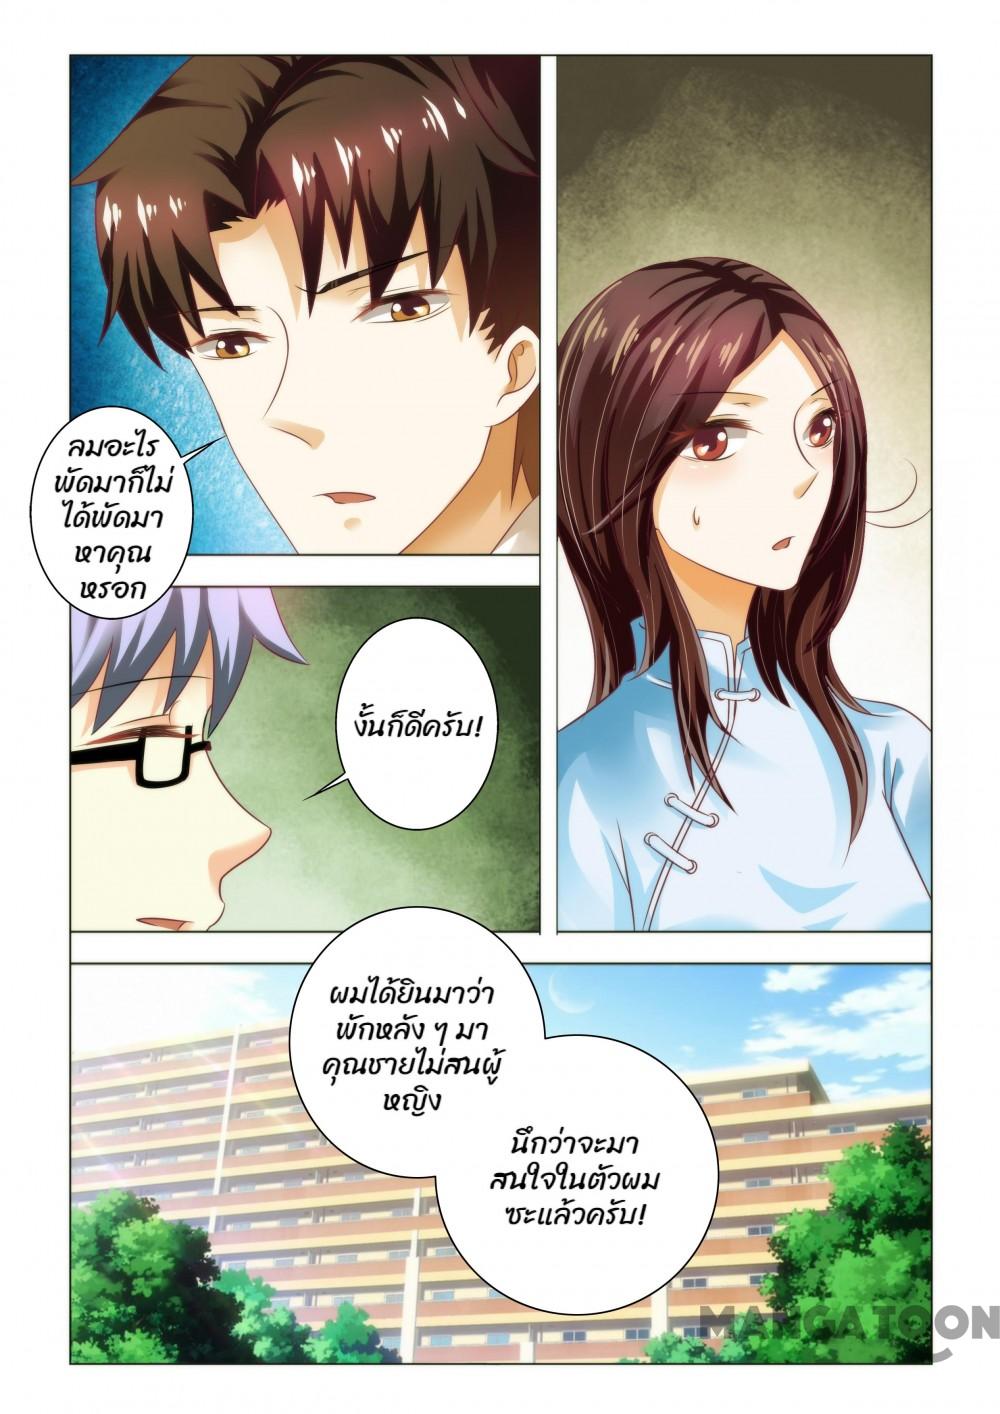 ลมอะไร
พัดมาก็ไม่
ได้พัดมา
หาคุณ
หรอก
งั้นก็ดีครับ!
ผมได้ยินมาว่า
พักหลัง ๆ มา
คุณชายไม่สนผู้
หญิง
นึกว่าจะมา
สนใจในตัวผม
ซะแล้วครับ!
MANGATOON